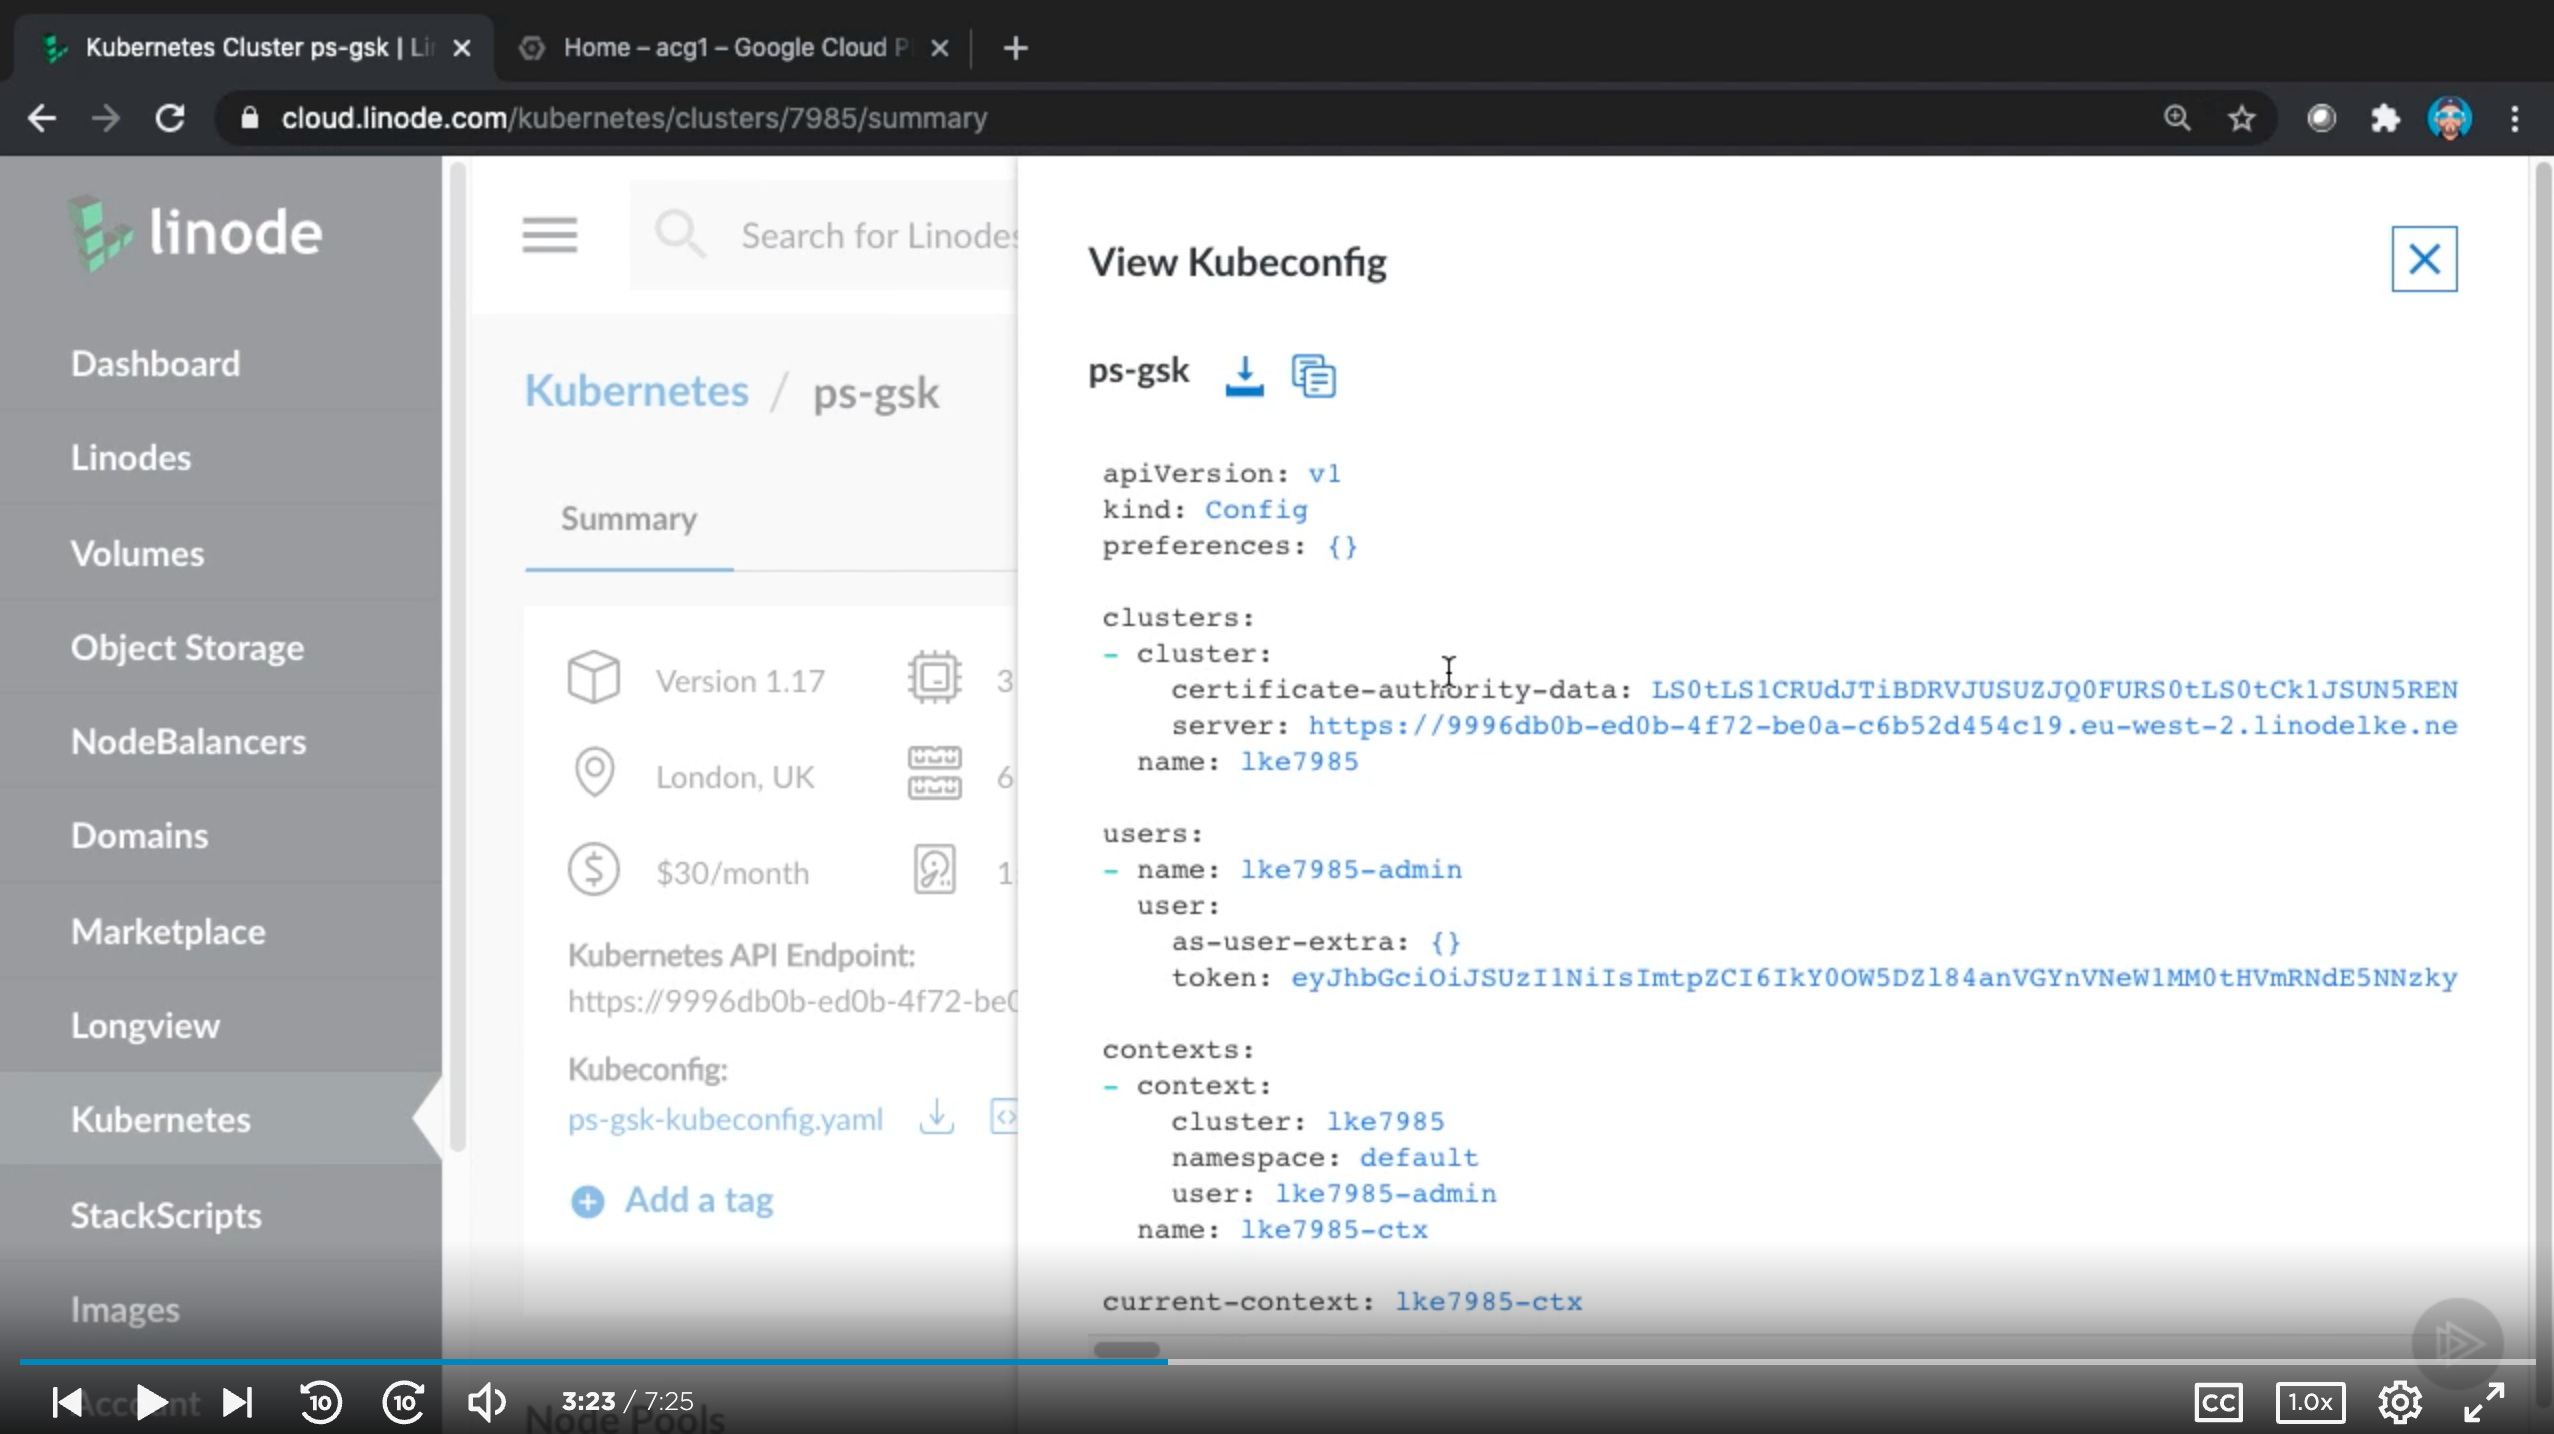 Kubernetes Cluster ps-gsk | Li
Home – acg1 – Google Cloud P
cloud.linode.com/kubernetes/clusters/7985/summary
linode
Dashboard
Linodes
Volumes
Object Storage
NodeBalancers
Domains
Marketplace
Longview
Kubernetes
StackScripts
Images
Account
Search for Linodes
Kubernetes / ps-gsk
Summary
Version 1.17
3
London, UK
6
$30/month
1
Kubernetes API Endpoint:
https://9996db0b-ed0b-4f72-be0
Kubeconfig:
ps-gsk-kubeconfig.yaml
Add a tag
Node Pools
View Kubeconfig
ps-gsk
apiVersion: v1
kind: Config
preferences: {}
clusters:
- cluster:
certificate-authority-data: LS0tLS1CRUdJTiBDRVJUSUZJQ0FURS0tLS0tCk1JSUN5REN
server: https://9996db0b-ed0b-4f72-be0a-c6b52d454c19.eu-west-2.linodelke.ne
name: lke7985
users:
- name: lke7985-admin
user:
as-user-extra: {}
token: eyJhbGciOiJSUzI1NiIsImtpZCI6IkY0OW5DZl84anVGYnVNeW1MM0tHVmRNdE5NNzky
contexts:
- context:
cluster: lke7985
namespace: default
user: lke7985-admin
name: lke7985-ctx
current-context: lke7985-ctx
10
10
3:23 / 7:25
CC
1.0x